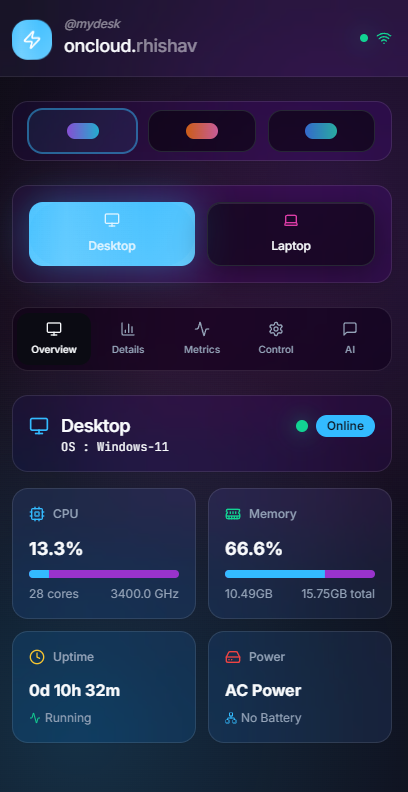 @mydesk
oncloud.rhishav
Desktop
Laptop
Overview
Details
Metrics
Control
AI
Desktop
OS : Windows-11
Online
CPU
13.3%
28 cores
3400.0 GHz
Memory
66.6%
10.49GB
15.75GB total
Uptime
0d 10h 32m
Running
Power
AC Power
No Battery